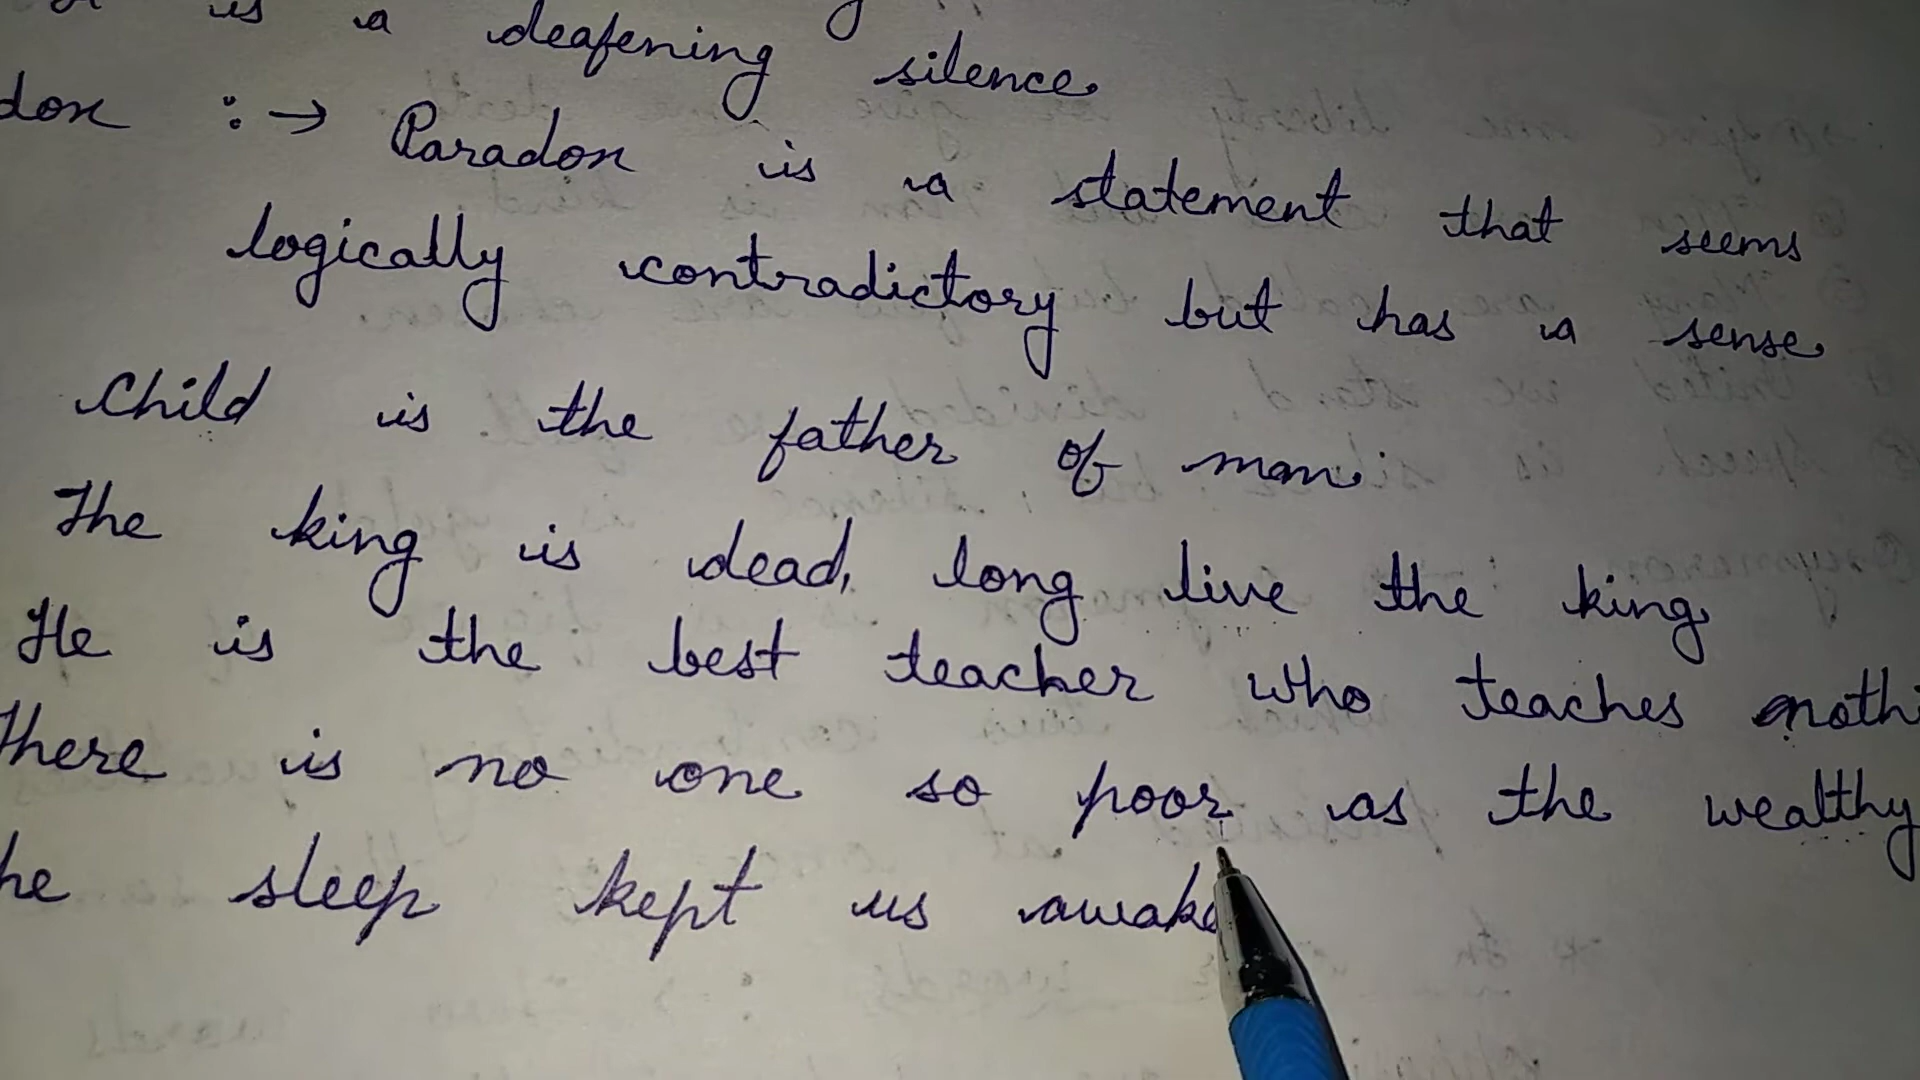 is a deafening silence.
dox :→ Paradox is a statement that seems
logically contradictory but has a sense.
Child is the father of man.
The king is dead, long live the king
He is the best teacher who teaches nothi
There is no one so poor as the wealthy
he sleep kept us awake